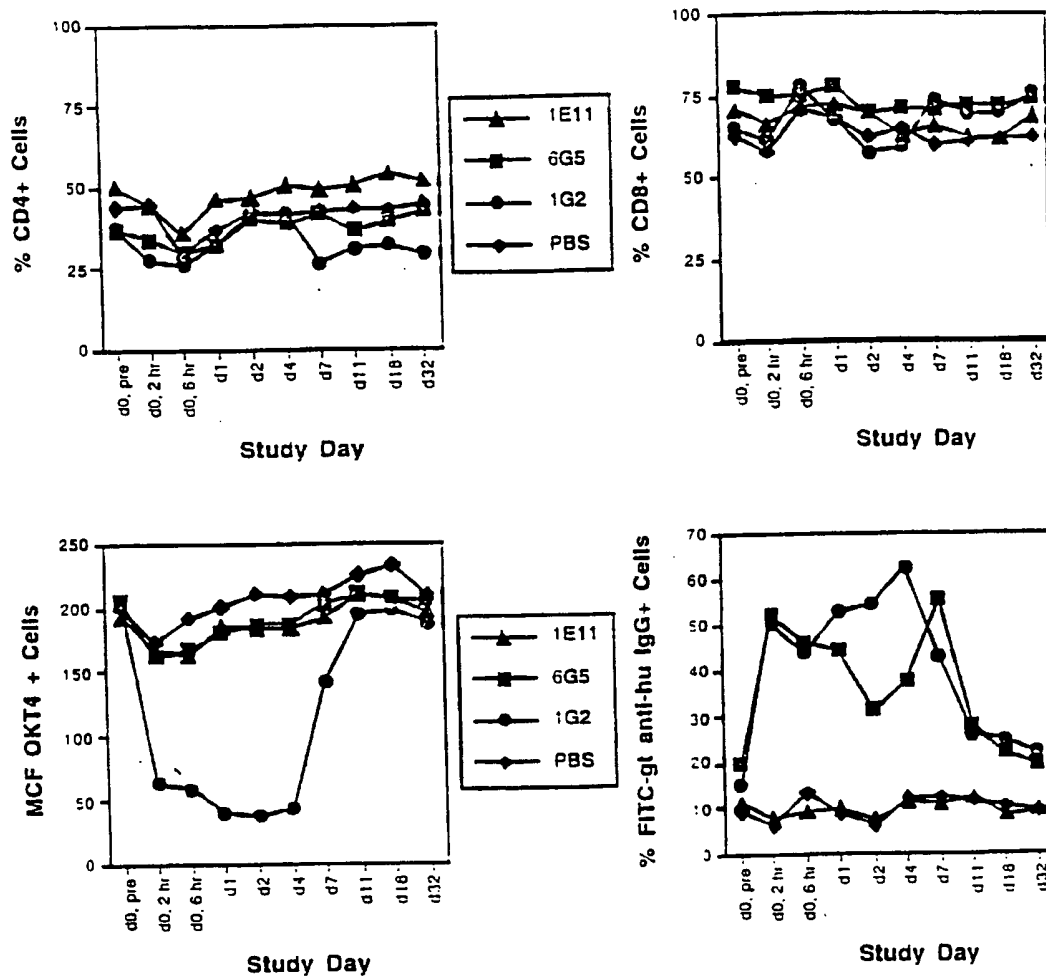 100
75
50
25
0
% CD4+ Cells
d0, pre
d0, 2 hr
d0, 6 hr
d1
d2
d4
d7
d11
d18
d32
Study Day
1E11
6G5
1G2
PBS
100
75
50
25
0
% CD8+ Cells
d0, pre
d0, 2 hr
d0, 6 hr
d1
d2
d4
d7
d11
d18
d32
Study Day
250
200
150
100
50
0
MCF OKT4 + Cells
d0, pre
d0, 2 hr
d0, 6 hr
d1
d2
d4
d7
d11
d18
d32
Study Day
1E11
6G5
1G2
PBS
70
60
50
40
30
20
10
0
% FITC-gt anti-hu IgG+ Cells
d0, pre
d0, 2 hr
d0, 6 hr
d1
d2
d4
d7
d11
d18
d32
Study Day